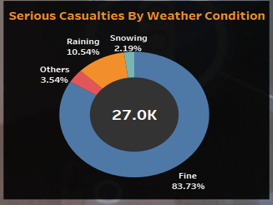 Serious Casualties By Weather Condition
Snowing
2.19%
Raining
10.54%
Others
3.54%
27.0K
Fine
83.73%